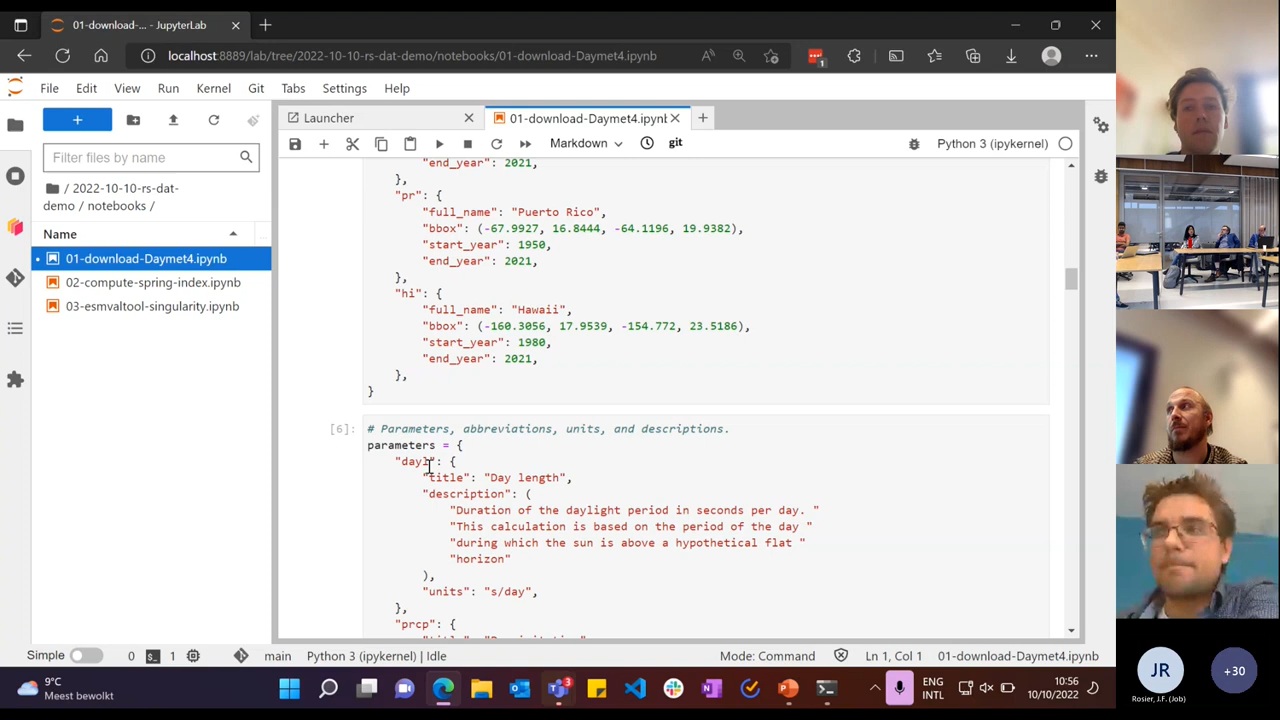 01-download-... - JupyterLab
localhost:8889/lab/tree/2022-10-10-rs-dat-demo/notebooks/01-download-Daymet4.ipynb
1
File Edit View Run Kernel Git Tabs Settings Help
Filter files by name
/ 2022-10-10-rs-dat-
demo / notebooks /
Name
01-download-Daymet4.ipynb
02-compute-spring-index.ipynb
03-esmvaltool-singularity.ipynb
Launcher
01-download-Daymet4.ipynb
Markdown
git
Python 3 (ipykernel)
"end_year": 2021,
},
"pr": {
"full_name": "Puerto Rico",
"bbox": (-67.9927, 16.8444, -64.1196, 19.9382),
"start_year": 1950,
"end_year": 2021,
},
"hi": {
"full_name": "Hawaii",
"bbox": (-160.3056, 17.9539, -154.772, 23.5186),
"start_year": 1980,
"end_year": 2021,
},
}
[6]:
# Parameters, abbreviations, units, and descriptions.
parameters = {
"dayl": {
"title": "Day length",
"description": (
"Duration of the daylight period in seconds per day. "
"This calculation is based on the period of the day "
"during which the sun is above a hypothetical flat "
"horizon"
),
"units": "s/day",
},
"prcp": {
Simple
0
1
main
Python 3 (ipykernel) | Idle
Mode: Command
Ln 1, Col 1
01-download-Daymet4.ipynb
9°C
Meest bewolkt
3
ENG
INTL
10:56
10/10/2022
JR
Rosier, J.F. (Job)
+30